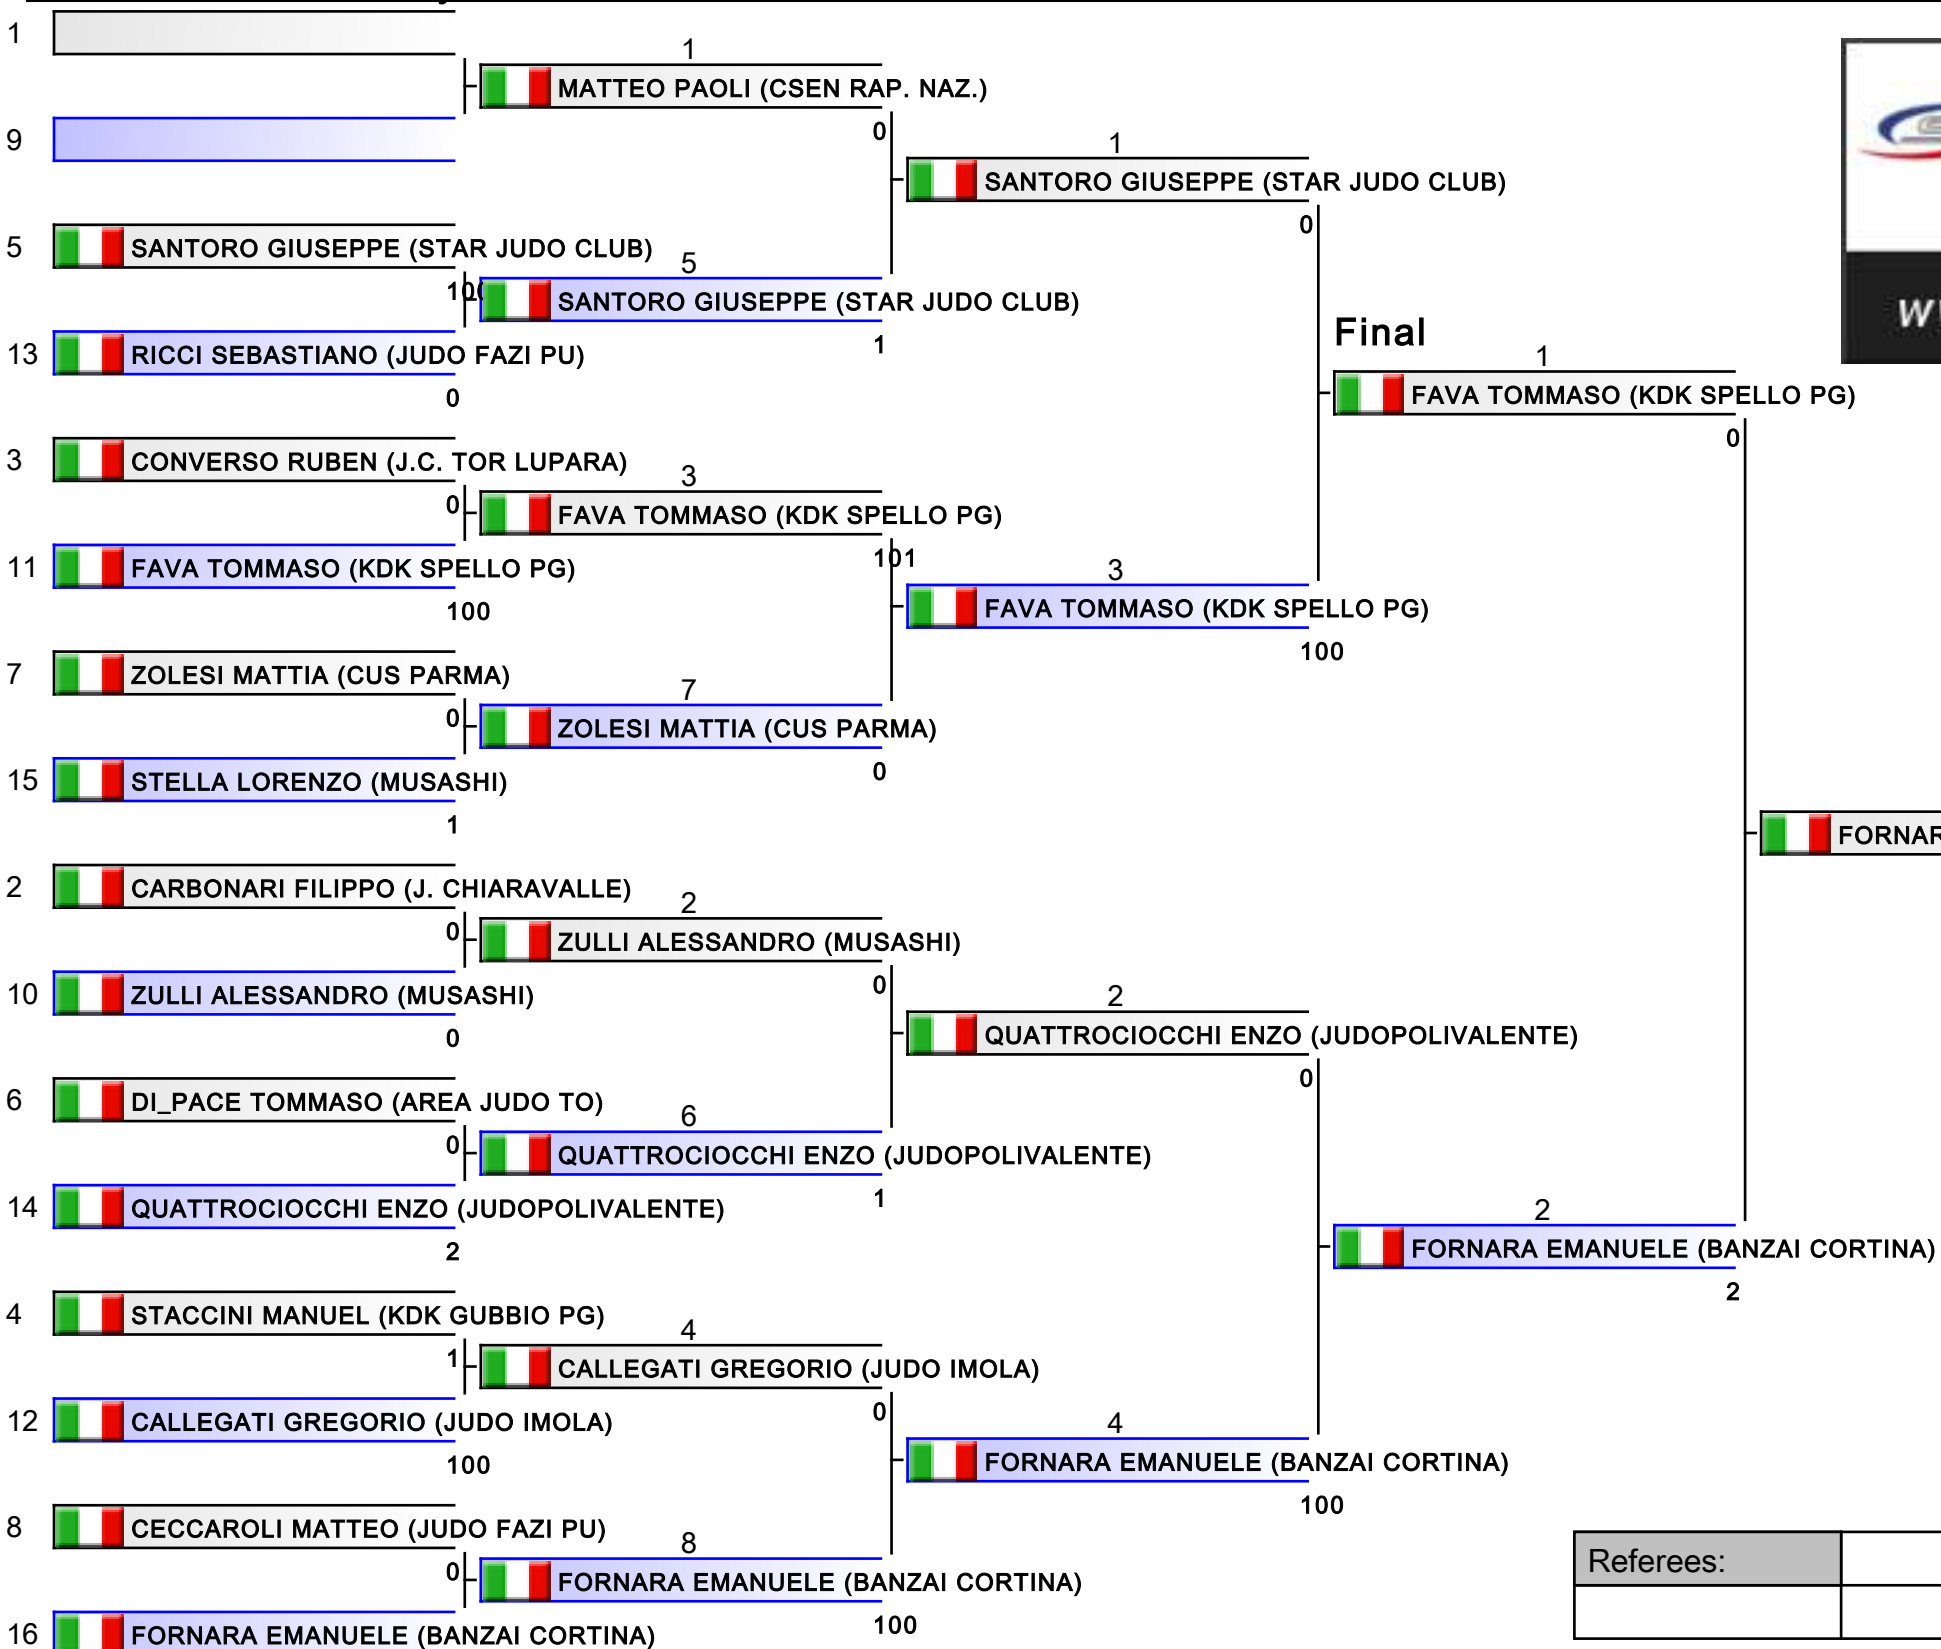 1
1
MATTEO PAOLI (CSEN RAP. NAZ.)
0
9
1
SANTORO GIUSEPPE (STAR JUDO CLUB)
0
5
SANTORO GIUSEPPE (STAR JUDO CLUB)
5
SANTORO GIUSEPPE (STAR JUDO CLUB)
1
13
RICCI SEBASTIANO (JUDO FAZI PU)
0
Final
1
FAVA TOMMASO (KDK SPELLO PG)
0
3
CONVERSO RUBEN (J.C. TOR LUPARA)
0
3
FAVA TOMMASO (KDK SPELLO PG)
101
11
FAVA TOMMASO (KDK SPELLO PG)
100
3
FAVA TOMMASO (KDK SPELLO PG)
100
7
ZOLESI MATTIA (CUS PARMA)
0
7
ZOLESI MATTIA (CUS PARMA)
0
15
STELLA LORENZO (MUSASHI)
1
2
CARBONARI FILIPPO (J. CHIARAVALLE)
0
2
ZULLI ALESSANDRO (MUSASHI)
0
10
ZULLI ALESSANDRO (MUSASHI)
0
2
QUATTROCIOCCHI ENZO (JUDOPOLIVALENTE)
0
6
DI_PACE TOMMASO (AREA JUDO TO)
0
6
QUATTROCIOCCHI ENZO (JUDOPOLIVALENTE)
1
14
QUATTROCIOCCHI ENZO (JUDOPOLIVALENTE)
2
2
FORNARA EMANUELE (BANZAI CORTINA)
2
4
STACCINI MANUEL (KDK GUBBIO PG)
1
4
CALLEGATI GREGORIO (JUDO IMOLA)
0
12
CALLEGATI GREGORIO (JUDO IMOLA)
100
4
FORNARA EMANUELE (BANZAI CORTINA)
100
8
CECCAROLI MATTEO (JUDO FAZI PU)
0
8
FORNARA EMANUELE (BANZAI CORTINA)
100
16
FORNARA EMANUELE (BANZAI CORTINA)
Referees: